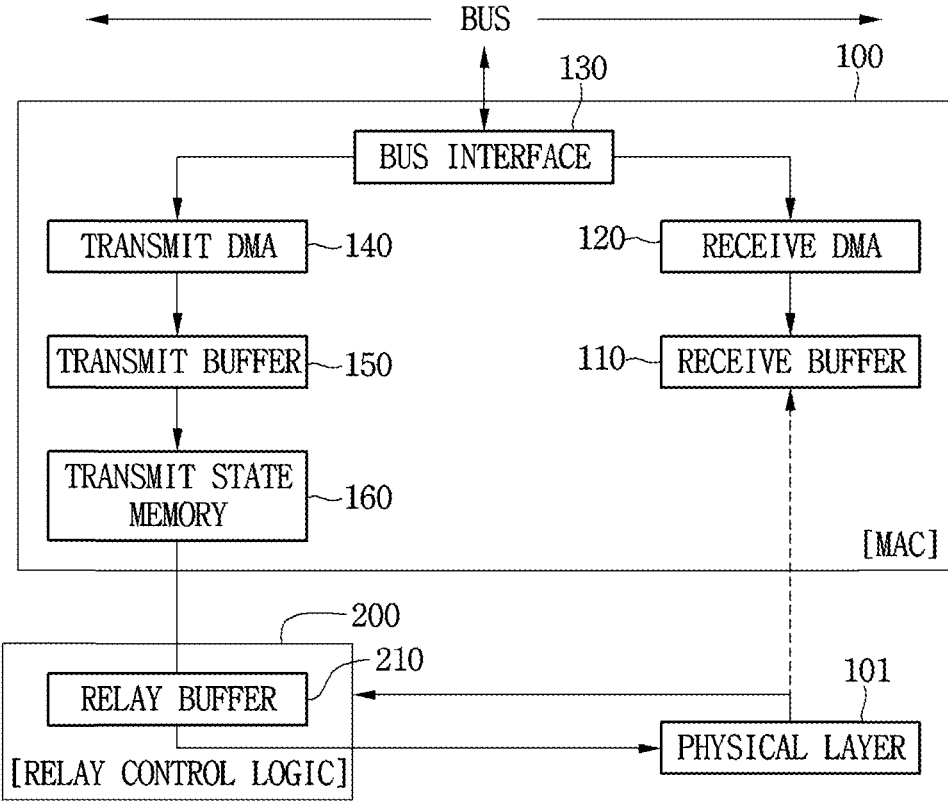 BUS
130
100
BUS INTERFACE
TRANSMIT DMA
140
120
RECEIVE DMA
TRANSMIT BUFFER
150
110
RECEIVE BUFFER
TRANSMIT STATE
MEMORY
160
[MAC]
200
210
RELAY BUFFER
101
PHYSICAL LAYER
[RELAY CONTROL LOGIC]